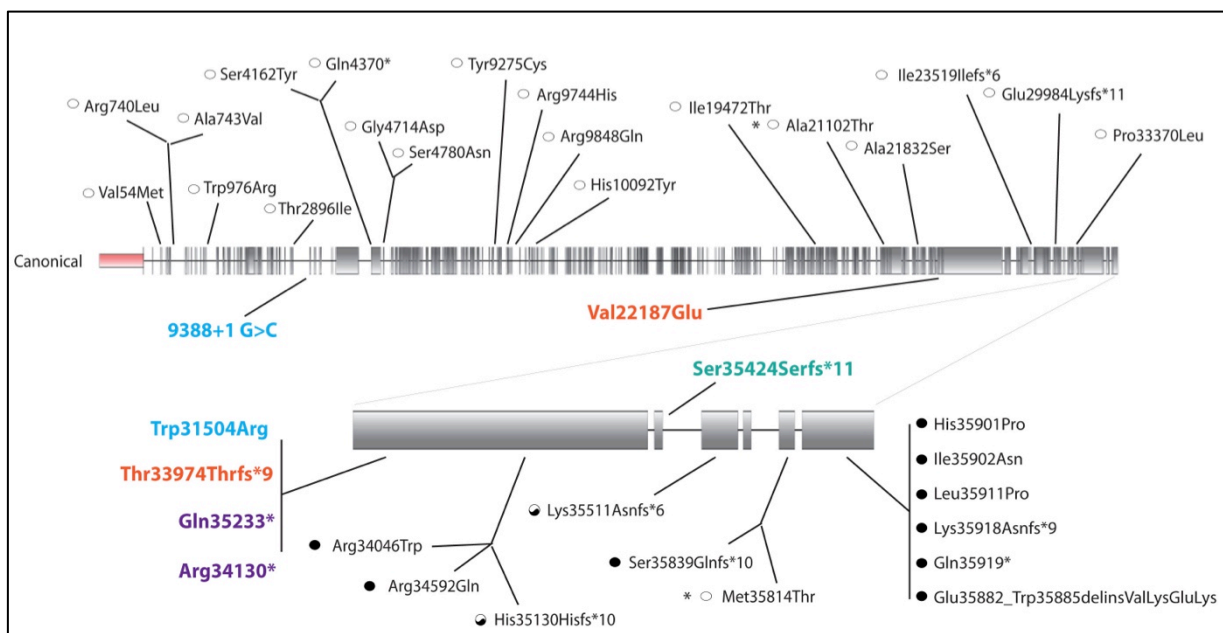 Gln4370*
Ser4162Tyr
Tyr9275Cys
Ile23519Ilefs*6
Arg9744His
Glu29984Lysfs*11
Arg740Leu
Ile19472Thr
Ala743Val
Gly4714Asp
* Ala21102Thr
Arg9848Gln
Pro33370Leu
Ser4780Asn
Ala21832Ser
Val54Met
Trp976Arg
His10092Tyr
Thr2896Ile
Canonical
9388+1 G>C
Val22187Glu
Ser35424Serfs*11
Trp31504Arg
Thr33974Thrfs*9
Gln35233*
Arg34130*
Arg34046Trp
Arg34592Gln
His35130Hisfs*10
Lys35511Asnfs*6
Ser35839Glnfs*10
* Met35814Thr
His35901Pro
Ile35902Asn
Leu35911Pro
Lys35918Asnfs*9
Gln35919*
Glu35882_Trp35885delinsValLysGluLys